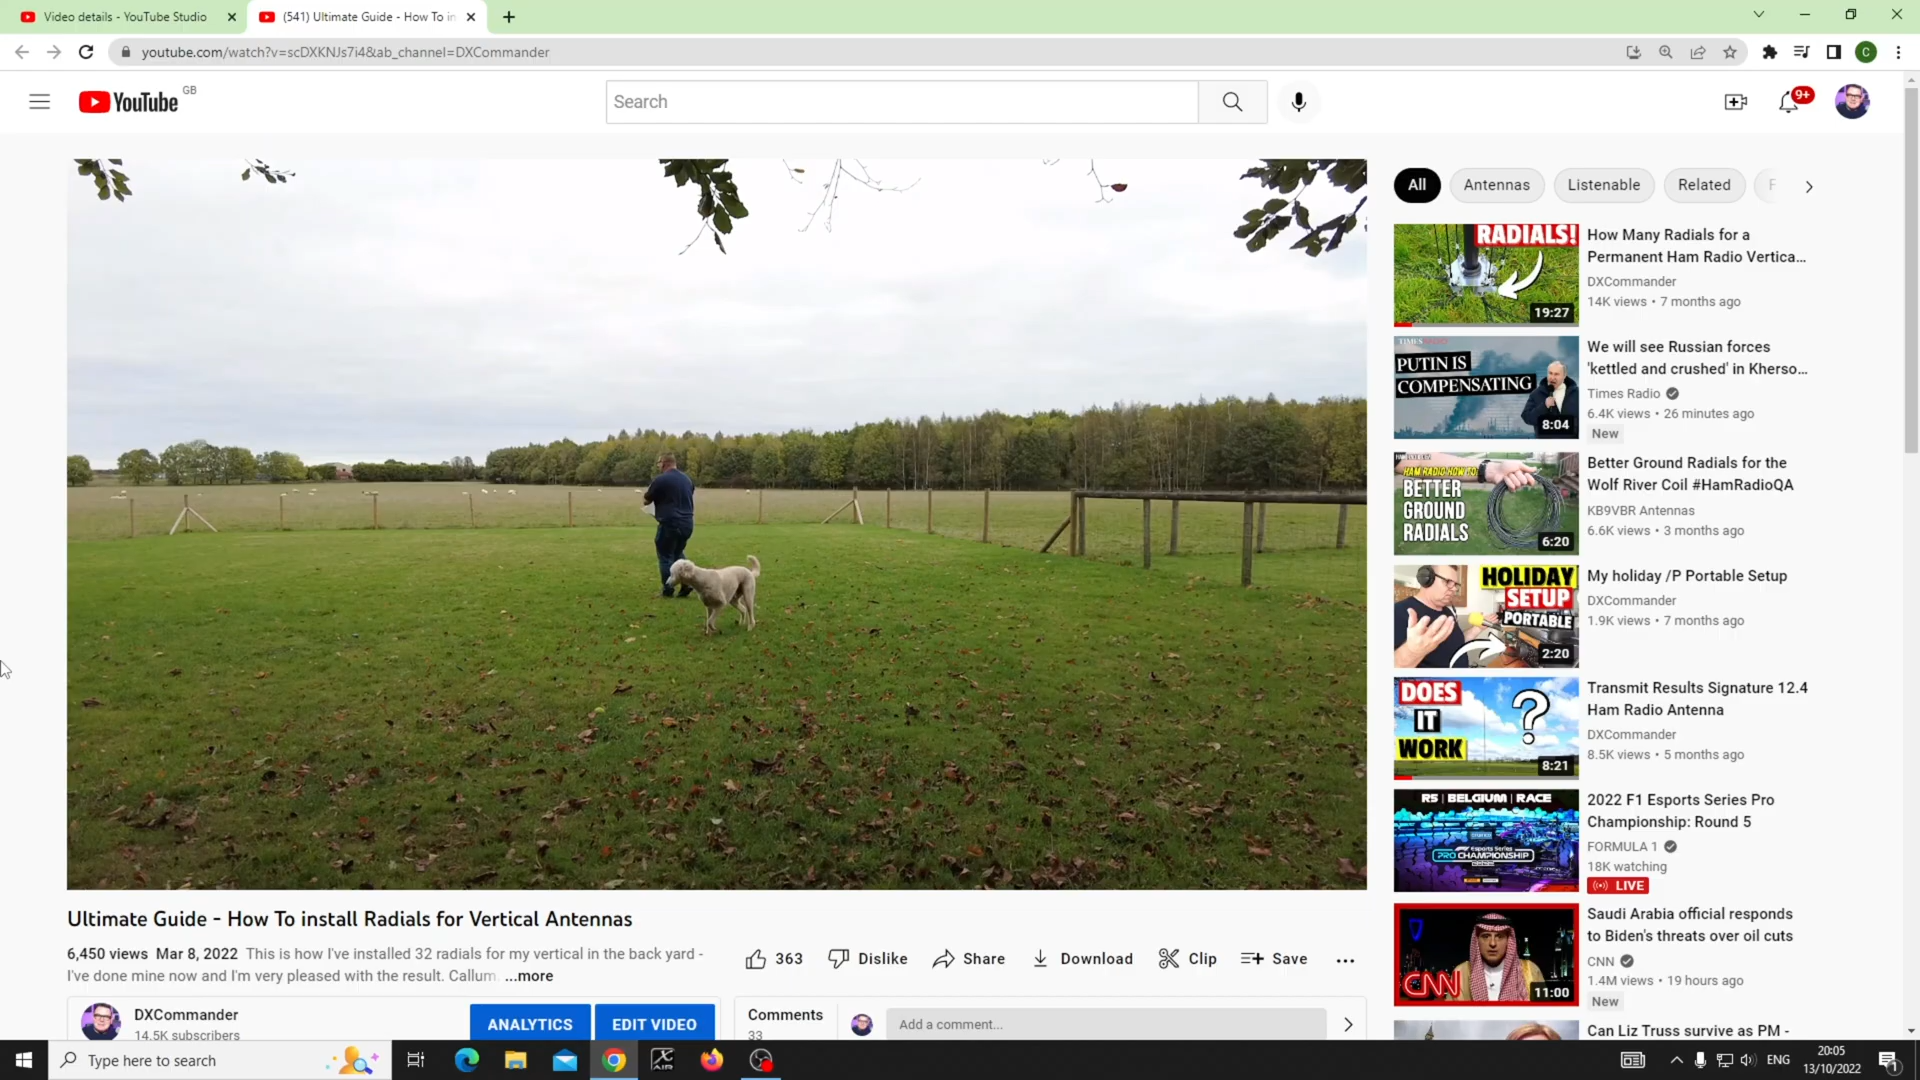 Video details - YouTube Studio
(541) Ultimate Guide - How To in
youtube.com/watch?v=scDXKNJs7i4&ab_channel=DXCommander
C
YouTube GB
Search
9+
All
Antennas
Listenable
Related
F
RADIALS!
19:27
How Many Radials for a
Permanent Ham Radio Vertica...
DXCommander
14K views • 7 months ago
PUTIN IS
COMPENSATING
8:04
We will see Russian forces
'kettled and crushed' in Kherso...
Times Radio
6.4K views • 26 minutes ago
New
HAM RADIO HOW TO
BETTER
GROUND
RADIALS
6:20
Better Ground Radials for the
Wolf River Coil #HamRadioQA
KB9VBR Antennas
6.6K views • 3 months ago
HOLIDAY
SETUP
PORTABLE
2:20
My holiday /P Portable Setup
DXCommander
1.9K views • 7 months ago
DOES
IT
WORK
?
8:21
Transmit Results Signature 12.4
Ham Radio Antenna
DXCommander
8.5K views • 5 months ago
R5 | BELGIUM | RACE
PRO CHAMPIONSHIP
2022 F1 Esports Series Pro
Championship: Round 5
FORMULA 1
18K watching
LIVE
CNN
11:00
Saudi Arabia official responds
to Biden's threats over oil cuts
CNN
1.4M views • 19 hours ago
New
Can Liz Truss survive as PM -
Ultimate Guide - How To install Radials for Vertical Antennas
6,450 views Mar 8, 2022 This is how I've installed 32 radials for my vertical in the back yard -
I've done mine now and I'm very pleased with the result. Callum. ...more
363
Dislike
Share
Download
Clip
Save
DXCommander
14.5K subscribers
ANALYTICS
EDIT VIDEO
Comments
33
Add a comment...
Type here to search
AIR
ENG
20:05
13/10/2022
1